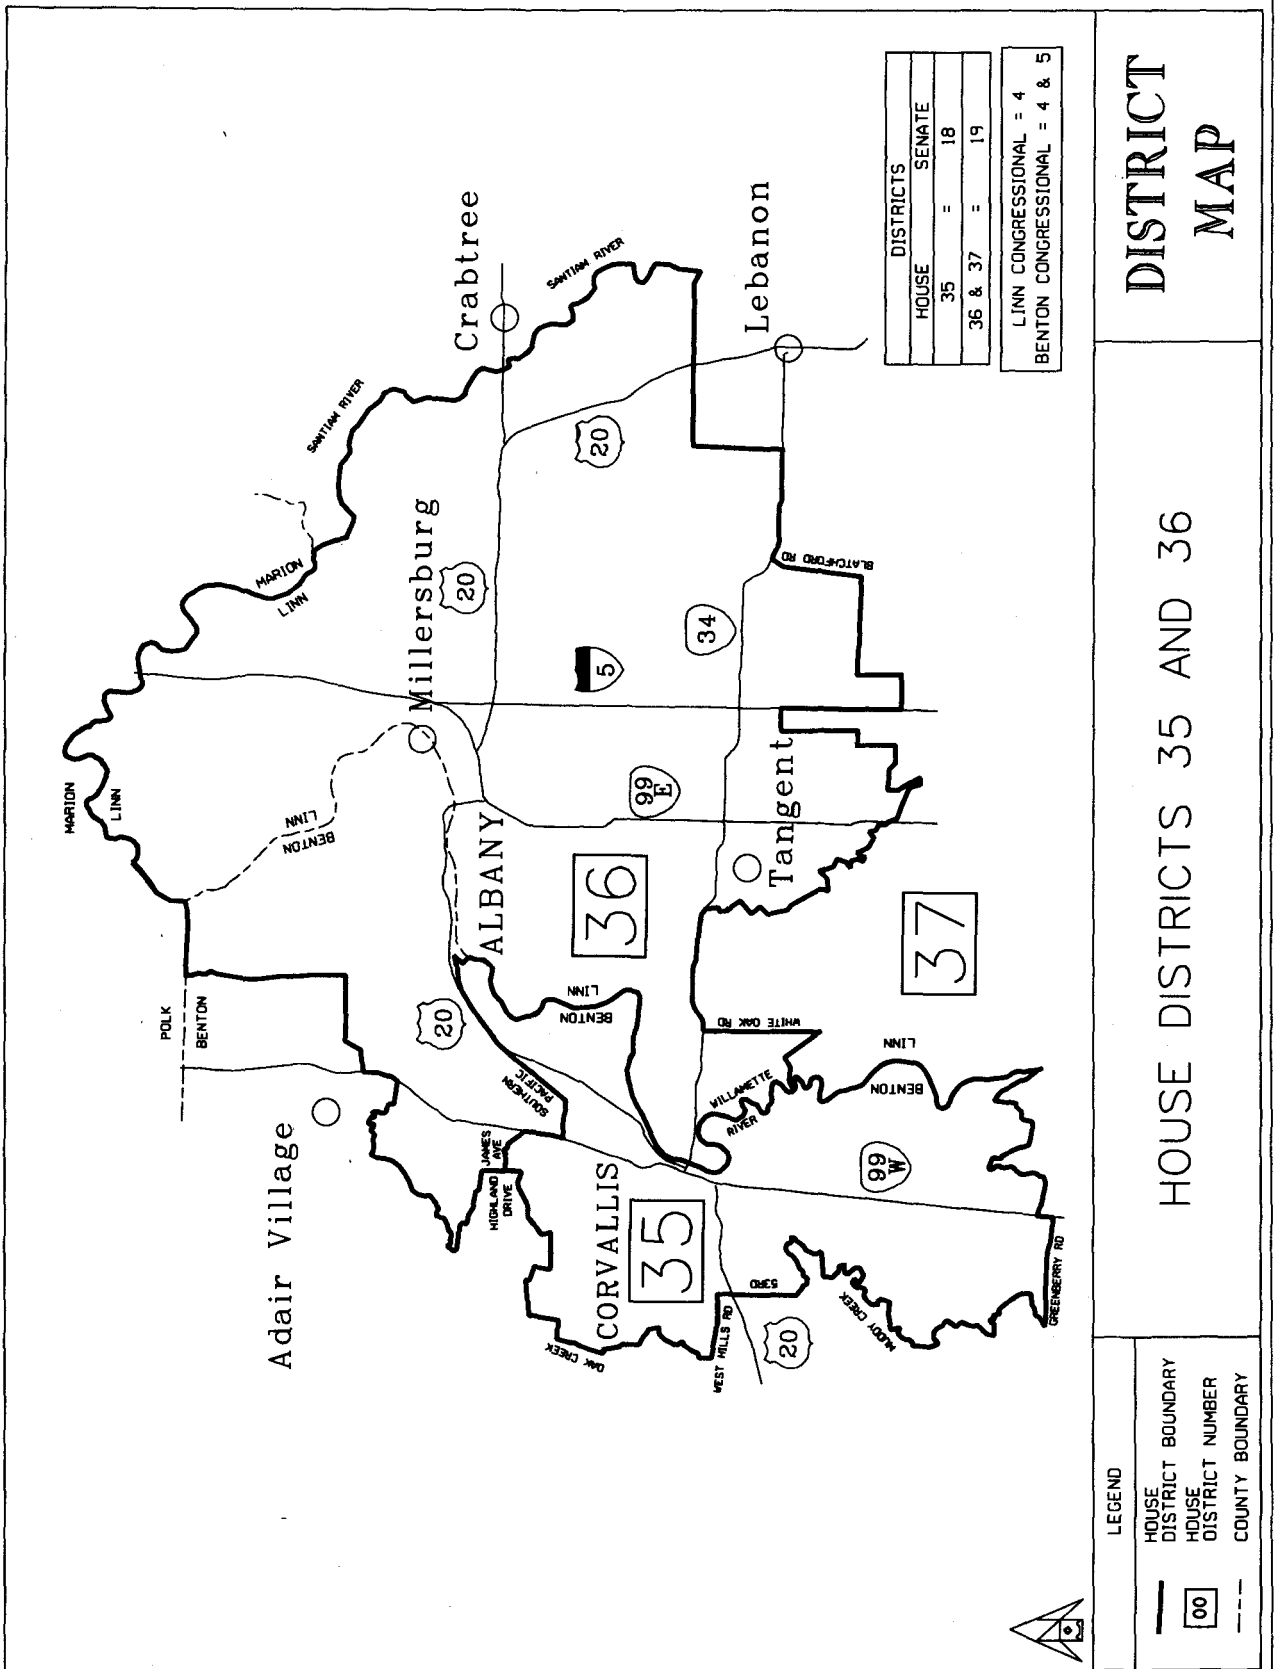 Adair Village
Crabtree
Lebanon
Millersburg
ALBANY
Tangent
CORVALLIS
35
36
37
POLK
BENTON
MARION
LINN
LINN
BENTON
MARION
LINN
SANTIAM RIVER
SANTIAM RIVER
20
20
20
20
5
34
99
E
99
W
SOUTHERN
PACIFIC
JAMES
AVE
HIGHLAND
DRIVE
OAK CREEK
WEST HILLS RD
53RD
MUDDY CREEK
GREENBERRY RD
WILLAMETTE
RIVER
WHITE OAK RD
LINN
BENTON
LINN
BENTON
BLATCHFORD RD
DISTRICTS
HOUSE SENATE
35 = 18
36 & 37 = 19
LINN CONGRESSIONAL = 4
BENTON CONGRESSIONAL = 4 & 5
LEGEND
HOUSE
DISTRICT BOUNDARY
00
HOUSE
DISTRICT NUMBER
COUNTY BOUNDARY
HOUSE DISTRICTS 35 AND 36
DISTRICT
MAP